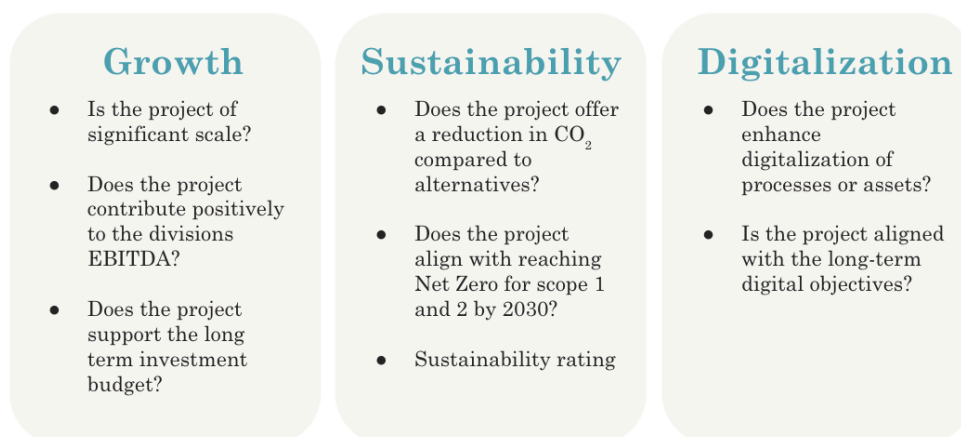 Growth
● Is the project of
significant scale?
● Does the project
contribute positively
to the divisions
EBITDA?
● Does the project
support the long
term investment
budget?
Sustainability
● Does the project offer
a reduction in CO₂
compared to
alternatives?
● Does the project
align with reaching
Net Zero for scope 1
and 2 by 2030?
● Sustainability rating
Digitalization
● Does the project
enhance
digitalization of
processes or assets?
● Is the project aligned
with the long-term
digital objectives?